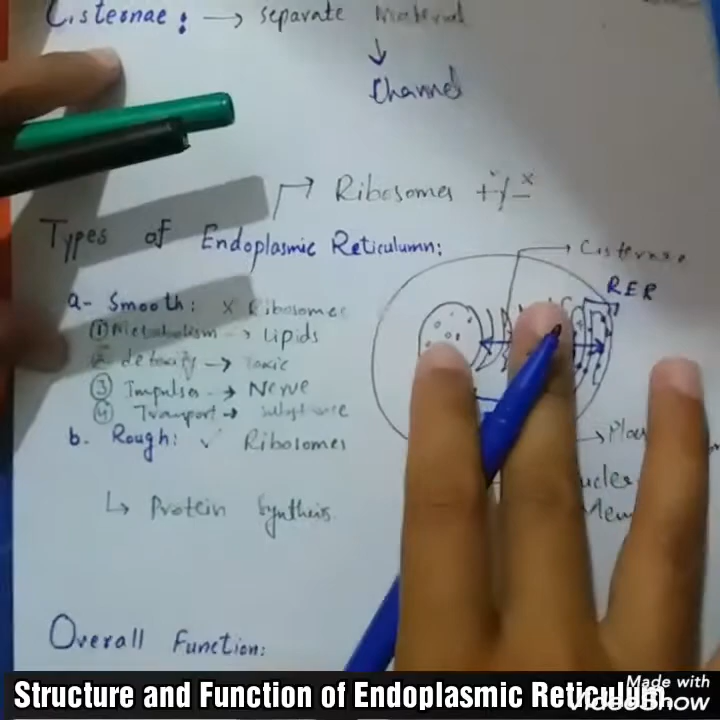 Cisternae : → separate Material
↓
Channel
Ribosomes +/-
Types of Endoplasmic Reticulumn:
Cisternae
RER
a- Smooth: x Ribosomes
① Metabolism → Lipids
2 detoxify → Toxic
③ Impulses → Nerve
④ Transport → substance
b. Rough: ✓ Ribosomes
↳ Protein
Overall Function:
Structure and Function of Endoplasmic Reticulum.
Made with
VideoShow